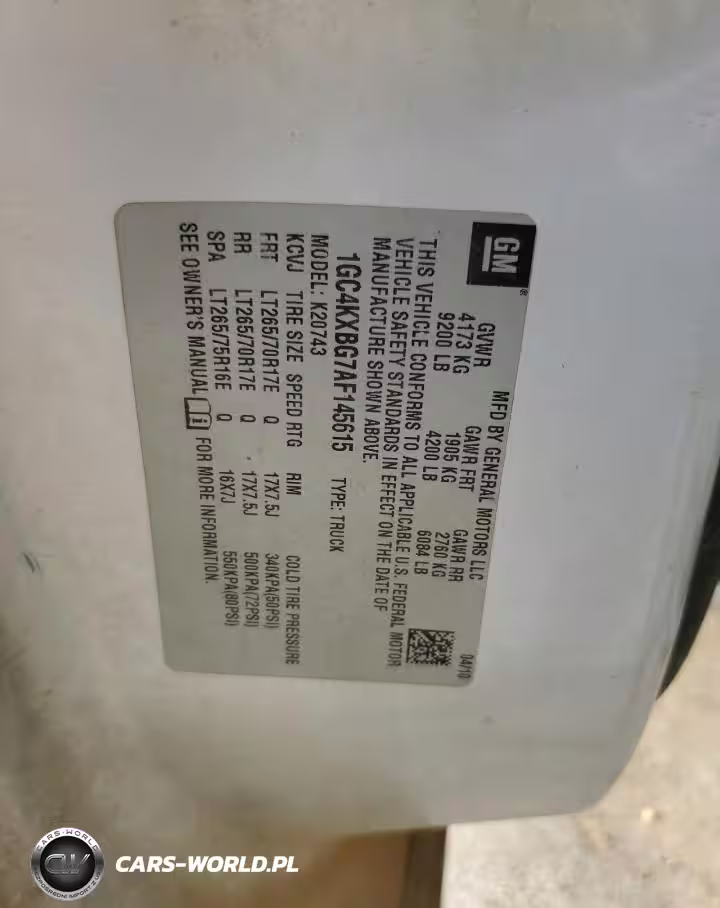 GM®
MFD BY GENERAL MOTORS LLC
04/10
GVWR GAWR FRT GAWR RR
4173 KG 1905 KG 2760 KG
9200 LB 4200 LB 6084 LB
THIS VEHICLE CONFORMS TO ALL APPLICABLE U.S. FEDERAL MOTOR
VEHICLE SAFETY STANDARDS IN EFFECT ON THE DATE OF
MANUFACTURE SHOWN ABOVE.
1GC4KXBG7AF145615 TYPE: TRUCK
MODEL: K20743
KCVJ TIRE SIZE SPEED RTG RIM COLD TIRE PRESSURE
FRT LT265/70R17E Q 17X7.5J 340KPA(50PSI)
RR LT265/70R17E Q 17X7.5J 500KPA(72PSI)
SPA LT265/75R16E Q 16X7J 550KPA(80PSI)
SEE OWNER'S MANUAL i FOR MORE INFORMATION.
CARS-WORLD
CW
CARS-WORLD.PL